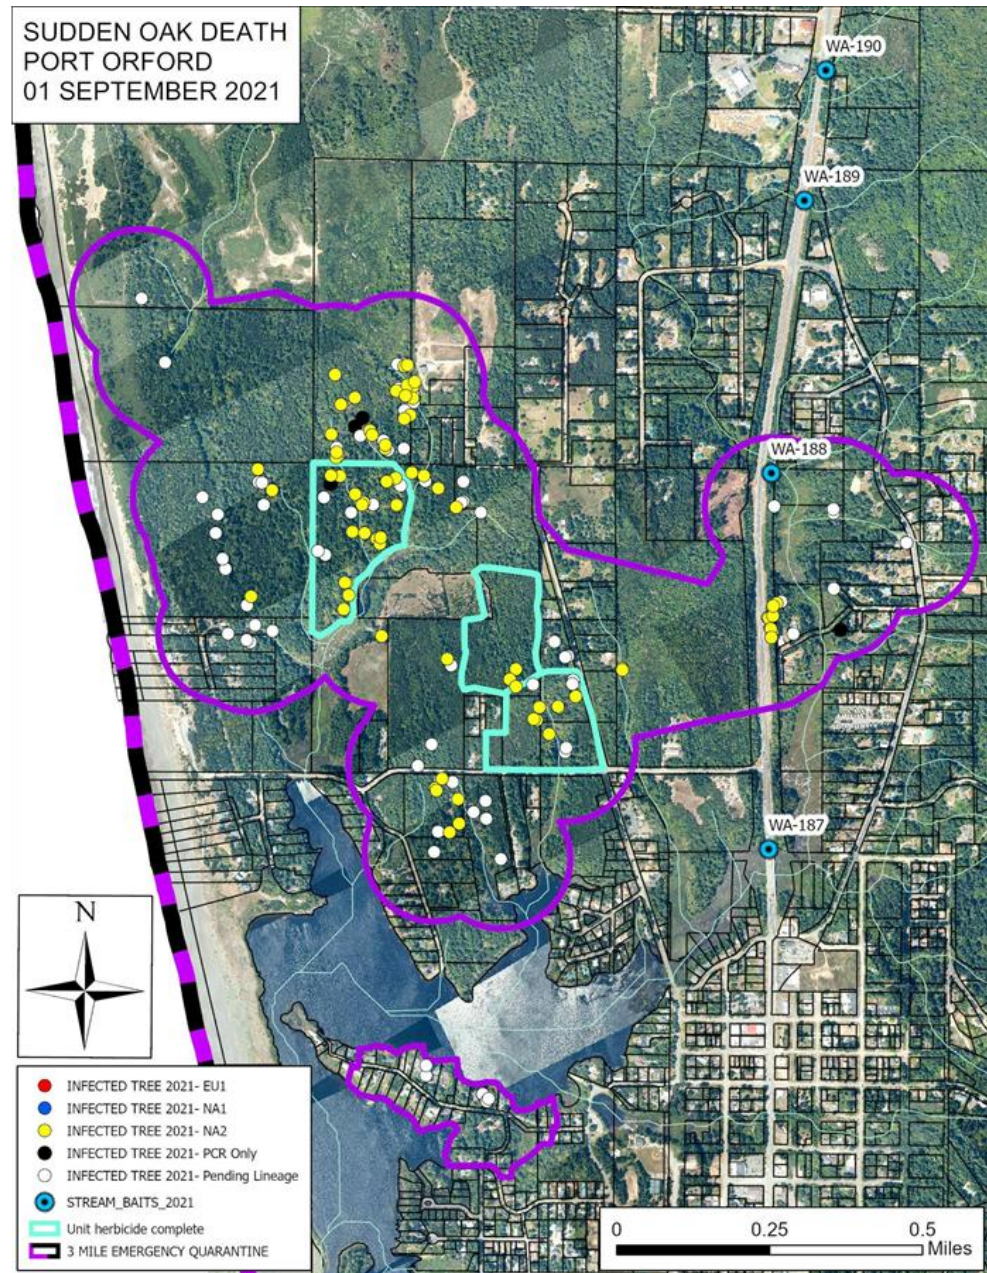 SUDDEN OAK DEATH
PORT ORFORD
01 SEPTEMBER 2021
WA-190
WA-189
WA-188
WA-187
N
INFECTED TREE 2021- EU1
INFECTED TREE 2021- NA1
INFECTED TREE 2021- NA2
INFECTED TREE 2021- PCR Only
INFECTED TREE 2021- Pending Lineage
STREAM_BAITS_2021
Unit herbicide complete
3 MILE EMERGENCY QUARANTINE
0 0.25 0.5
Miles